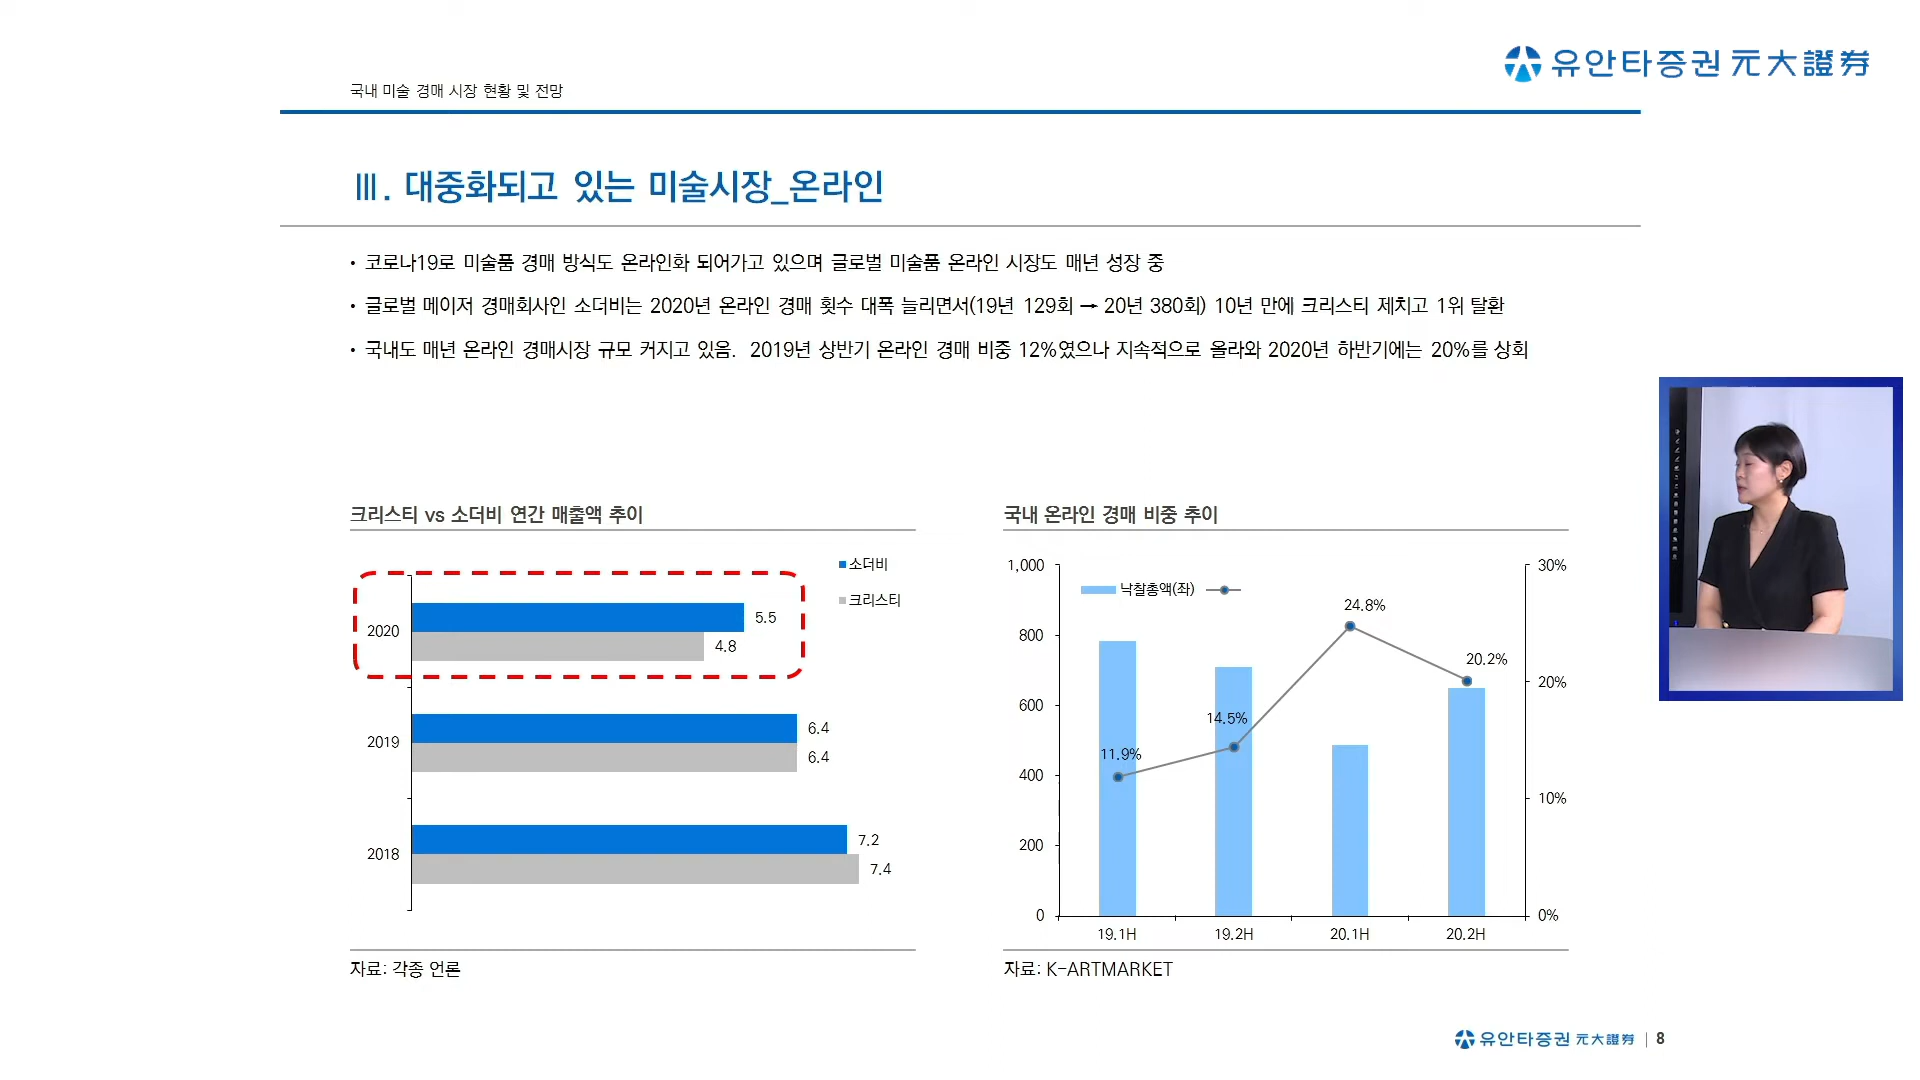 유안타증권 元大證券
국내 미술 경매 시장 현황 및 전망
Ⅲ. 대중화되고 있는 미술시장_온라인
• 코로나19로 미술품 경매 방식도 온라인화 되어가고 있으며 글로벌 미술품 온라인 시장도 매년 성장 중
• 글로벌 메이저 경매회사인 소더비는 2020년 온라인 경매 횟수 대폭 늘리면서(19년 129회 → 20년 380회) 10년 만에 크리스티 제치고 1위 탈환
• 국내도 매년 온라인 경매시장 규모 커지고 있음. 2019년 상반기 온라인 경매 비중 12%였으나 지속적으로 올라와 2020년 하반기에는 20%를 상회
크리스티 vs 소더비 연간 매출액 추이
소더비
크리스티
2020
5.5
4.8
2019
6.4
6.4
2018
7.2
7.4
자료: 각종 언론
국내 온라인 경매 비중 추이
낙찰총액(좌)
1,000
800
600
400
200
0
30%
20%
10%
0%
11.9%
14.5%
24.8%
20.2%
19.1H
19.2H
20.1H
20.2H
자료: K-ARTMARKET
유안타증권 元大證券 | 8